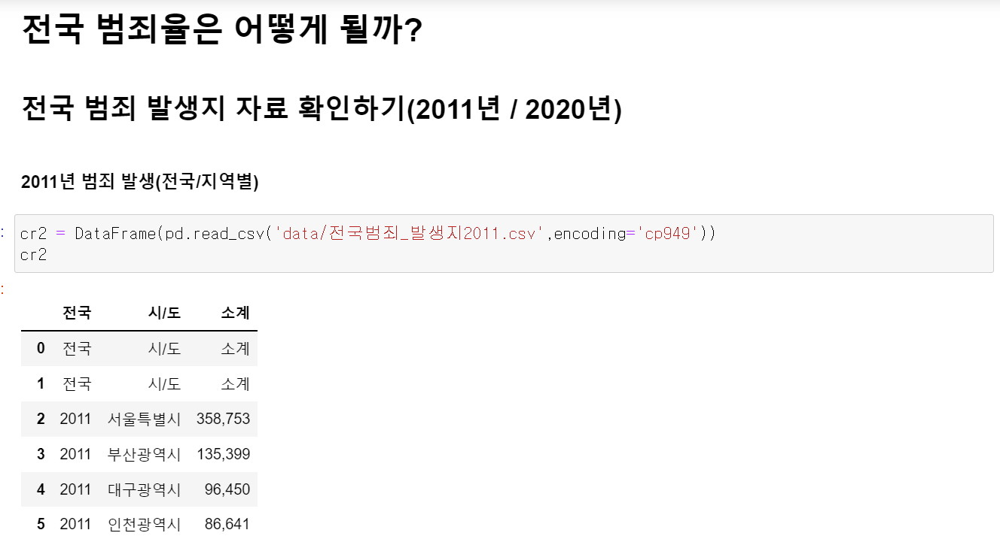 전국 범죄율은 어떻게 될까?
전국 범죄 발생지 자료 확인하기(2011년 / 2020년)
2011년 범죄 발생(전국/지역별)
:
cr2 = DataFrame(pd.read_csv('data/전국범죄_발생지2011.csv',encoding='cp949'))
cr2
:
전국 시/도 소계
0 전국 시/도 소계
1 전국 시/도 소계
2 2011 서울특별시 358,753
3 2011 부산광역시 135,399
4 2011 대구광역시 96,450
5 2011 인천광역시 86,641